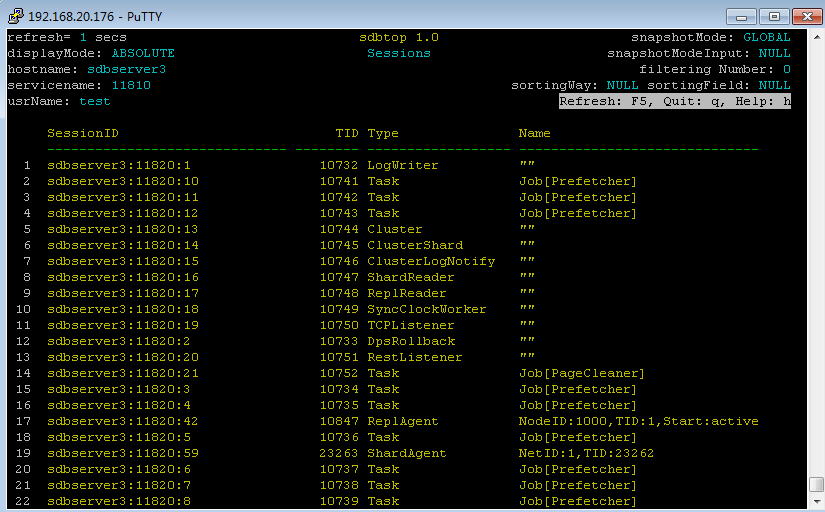 192.168.20.176 - PuTTY
refresh= 1 secs sdbtop 1.0 snapshotMode: GLOBAL
displayMode: ABSOLUTE Sessions snapshotModeInput: NULL
hostname: sdbserver3 filtering Number: 0
servicename: 11810 sortingWay: NULL sortingField: NULL
usrName: test Refresh: F5, Quit: q, Help: h
SessionID TID Type Name
------------------------------ ---------- ------------------ ------------------------------
1 sdbserver3:11820:1 10732 LogWriter ""
2 sdbserver3:11820:10 10741 Task Job[Prefetcher]
3 sdbserver3:11820:11 10742 Task Job[Prefetcher]
4 sdbserver3:11820:12 10743 Task Job[Prefetcher]
5 sdbserver3:11820:13 10744 Cluster ""
6 sdbserver3:11820:14 10745 ClusterShard ""
7 sdbserver3:11820:15 10746 ClusterLogNotify ""
8 sdbserver3:11820:16 10747 ShardReader ""
9 sdbserver3:11820:17 10748 ReplReader ""
10 sdbserver3:11820:18 10749 SyncClockWorker ""
11 sdbserver3:11820:19 10750 TCPListener ""
12 sdbserver3:11820:2 10733 DpsRollback ""
13 sdbserver3:11820:20 10751 RestListener ""
14 sdbserver3:11820:21 10752 Task Job[PageCleaner]
15 sdbserver3:11820:3 10734 Task Job[Prefetcher]
16 sdbserver3:11820:4 10735 Task Job[Prefetcher]
17 sdbserver3:11820:42 10847 ReplAgent NodeID:1000,TID:1,Start:active
18 sdbserver3:11820:5 10736 Task Job[Prefetcher]
19 sdbserver3:11820:59 23263 ShardAgent NetID:1,TID:23262
20 sdbserver3:11820:6 10737 Task Job[Prefetcher]
21 sdbserver3:11820:7 10738 Task Job[Prefetcher]
22 sdbserver3:11820:8 10739 Task Job[Prefetcher]